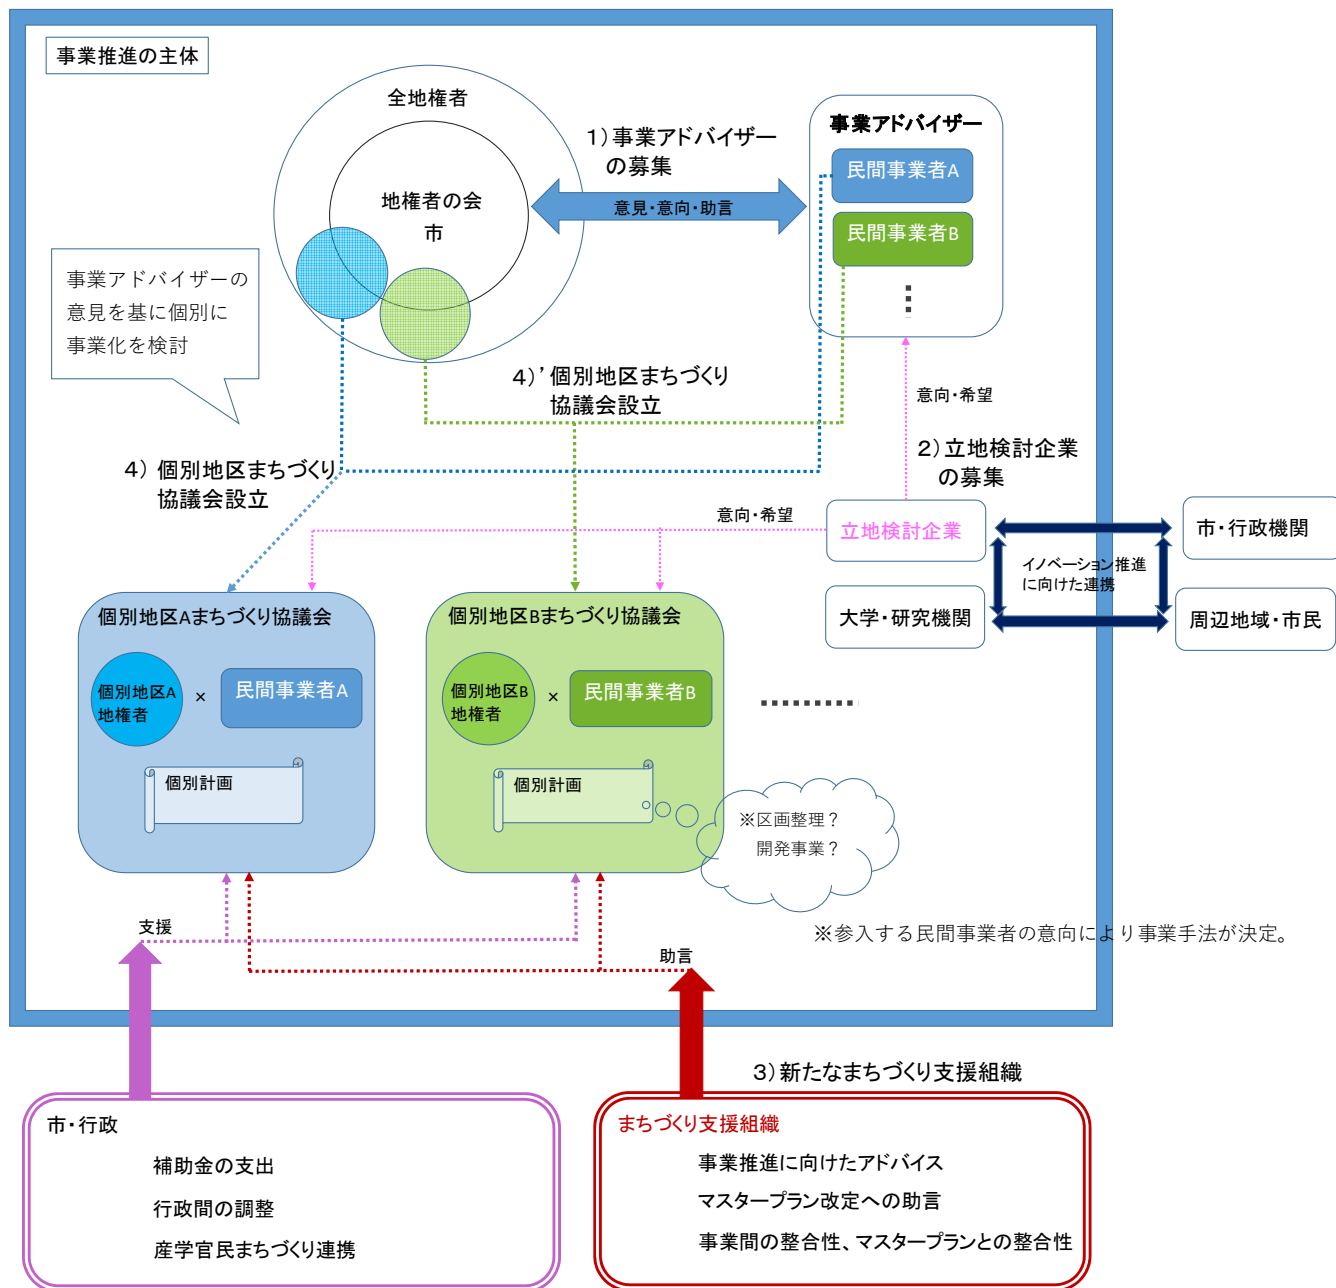 事業推進の主体
全地権者
地権者の会
市
1）事業アドバイザー
の募集
意見・意向・助言
事業アドバイザー
民間事業者A
民間事業者B
事業アドバイザーの
意見を基に個別に
事業化を検討
4）’個別地区まちづくり
協議会設立
意向・希望
2）立地検討企業
の募集
4）個別地区まちづくり
協議会設立
意向・希望
立地検討企業
市・行政機関
イノベーション推進
に向けた連携
大学・研究機関
周辺地域・市民
個別地区Aまちづくり協議会
個別地区A
地権者
×
民間事業者A
個別計画
個別地区Bまちづくり協議会
個別地区B
地権者
×
民間事業者B
個別計画
※区画整理？
開発事業？
※参入する民間事業者の意向により事業手法が決定。
支援
助言
3）新たなまちづくり支援組織
市・行政
補助金の支出
行政間の調整
産学官民まちづくり連携
まちづくり支援組織
事業推進に向けたアドバイス
マスタープラン改定への助言
事業間の整合性、マスタープランとの整合性